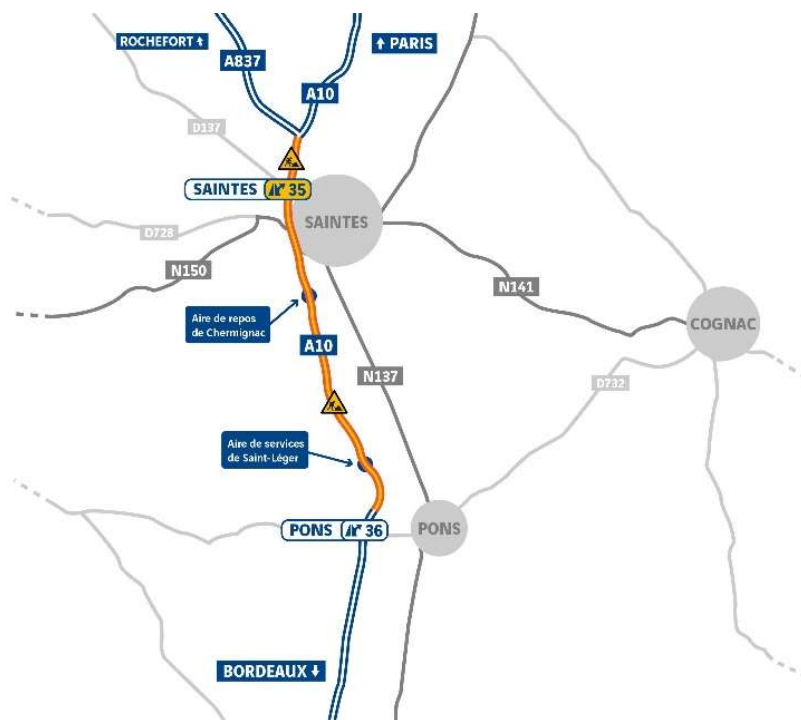 ROCHEFORT ↑
↑ PARIS
A837
A10
D137
SAINTES 35
SAINTES
D728
N150
N141
Aire de repos
de Chermignac
COGNAC
A10
N137
D732
Aire de services
de Saint-Léger
PONS 36
PONS
BORDEAUX ↓